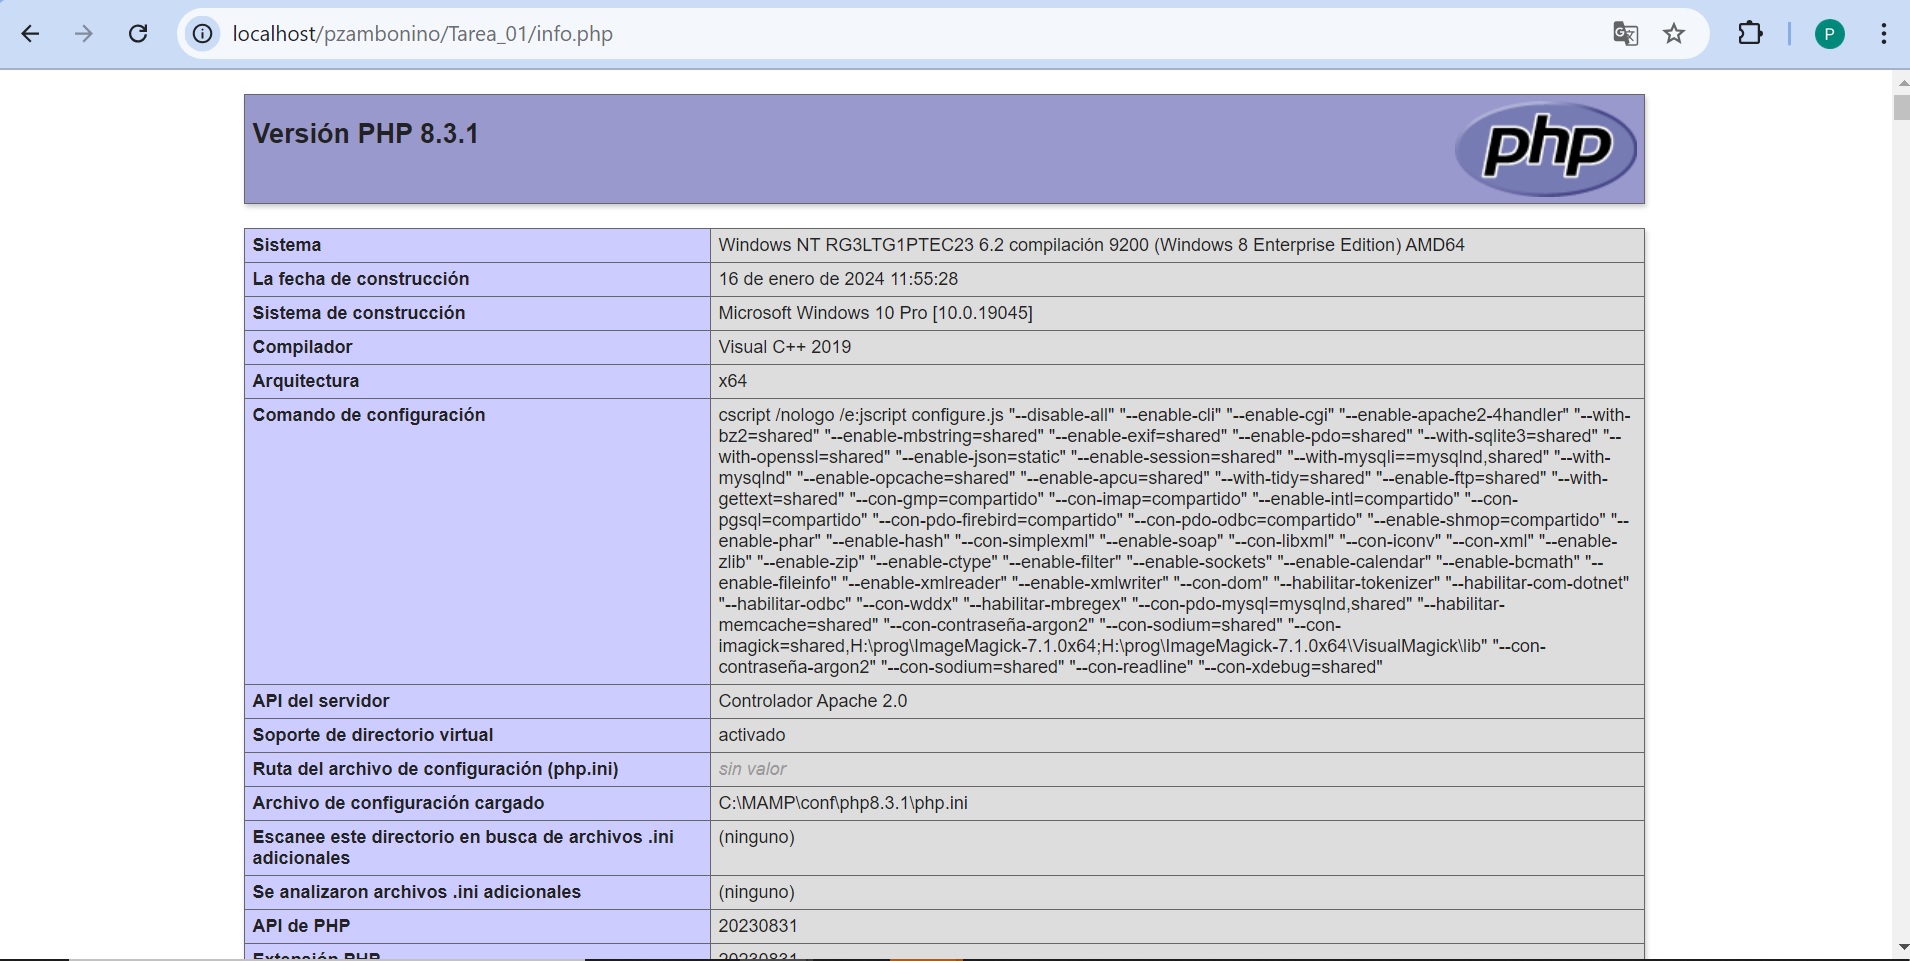 localhost/pzambonino/Tarea_01/info.php
P
Versión PHP 8.3.1
php
Sistema
Windows NT RG3LTG1PTEC23 6.2 compilación 9200 (Windows 8 Enterprise Edition) AMD64
La fecha de construcción
16 de enero de 2024 11:55:28
Sistema de construcción
Microsoft Windows 10 Pro [10.0.19045]
Compilador
Visual C++ 2019
Arquitectura
x64
Comando de configuración
cscript /nologo /e:jscript configure.js "--disable-all" "--enable-cli" "--enable-cgi" "--enable-apache2-4handler" "--with-
bz2=shared" "--enable-mbstring=shared" "--enable-exif=shared" "--enable-pdo=shared" "--with-sqlite3=shared" "--
with-openssl=shared" "--enable-json=static" "--enable-session=shared" "--with-mysqli==mysqlnd,shared" "--with-
mysqlnd" "--enable-opcache=shared" "--enable-apcu=shared" "--with-tidy=shared" "--enable-ftp=shared" "--with-
gettext=shared" "--con-gmp=compartido" "--con-imap=compartido" "--enable-intl=compartido" "--con-
pgsql=compartido" "--con-pdo-firebird=compartido" "--con-pdo-odbc=compartido" "--enable-shmop=compartido" "--
enable-phar" "--enable-hash" "--con-simplexml" "--enable-soap" "--con-libxml" "--con-iconv" "--con-xml" "--enable-
zlib" "--enable-zip" "--enable-ctype" "--enable-filter" "--enable-sockets" "--enable-calendar" "--enable-bcmath" "--
enable-fileinfo" "--enable-xmlreader" "--enable-xmlwriter" "--con-dom" "--habilitar-tokenizer" "--habilitar-com-dotnet"
"--habilitar-odbc" "--con-wddx" "--habilitar-mbregex" "--con-pdo-mysql=mysqlnd,shared" "--habilitar-
memcache=shared" "--con-contraseña-argon2" "--con-sodium=shared" "--con-
imagick=shared,H:\prog\ImageMagick-7.1.0x64;H:\prog\ImageMagick-7.1.0x64\VisualMagick\lib" "--con-
contraseña-argon2" "--con-sodium=shared" "--con-readline" "--con-xdebug=shared"
API del servidor
Controlador Apache 2.0
Soporte de directorio virtual
activado
Ruta del archivo de configuración (php.ini)
sin valor
Archivo de configuración cargado
C:\MAMP\conf\php8.3.1\php.ini
Escanee este directorio en busca de archivos .ini
adicionales
(ninguno)
Se analizaron archivos .ini adicionales
(ninguno)
API de PHP
20230831
Extensión PHP
20230831